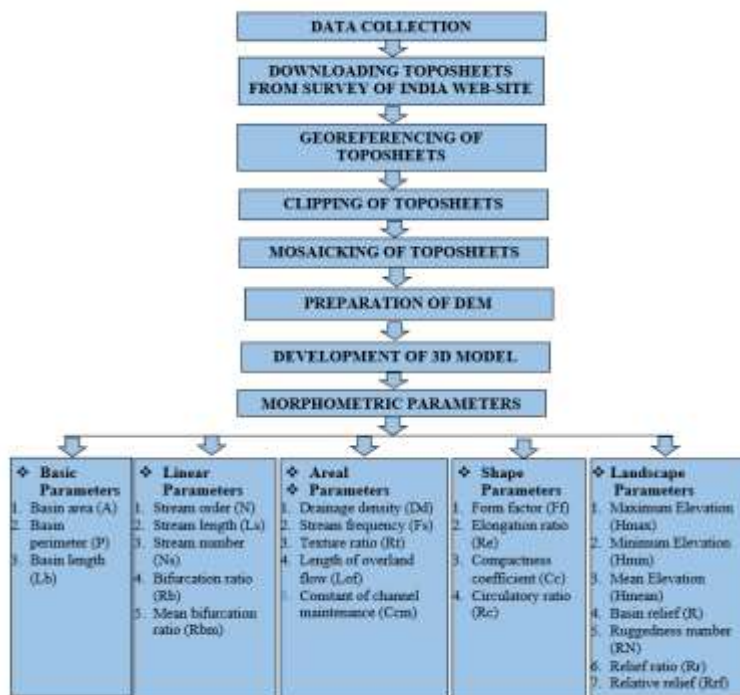 DATA COLLECTION
DOWNLOADING TOPOSHEETS
FROM SURVEY OF INDIA WEB-SITE
GEOREFERENCING OF
TOPOSHEETS
CLIPPING OF TOPOSHEETS
MOSAICKING OF TOPOSHEETS
PREPARATION OF DEM
DEVELOPMENT OF 3D MODEL
MORPHOMETRIC PARAMETERS
❖ Basic
Parameters
1. Basin area (A)
2. Basin
perimeter (P)
3. Basin length
(Lb)
❖ Linear
Parameters
1. Stream order (N)
2. Stream length (Ls)
3. Stream number
(Ns)
4. Bifurcation ratio
(Rb)
5. Mean bifurcation
ratio (Rbm)
❖ Areal
❖ Parameters
1. Drainage density (Dd)
2. Stream frequency (Fs)
3. Texture ratio (Rt)
4. Length of overland
flow (Lof)
Constant of channel
maintenance (Ccm)
❖ Shape
Parameters
1. Form factor (Ff)
2. Elongation ratio
(Re)
3. Compactness
coefficient (Cc)
4. Circulatory ratio
(Rc)
❖ Landscape
Parameters
1. Maximum Elevation
(Hmax)
2. Minimum Elevation
(Hmin)
3. Mean Elevation
(Hmean)
4. Basin relief (R)
5. Ruggedness number
(RN)
6. Relief ratio (Rr)
7. Relative relief (Rrf)